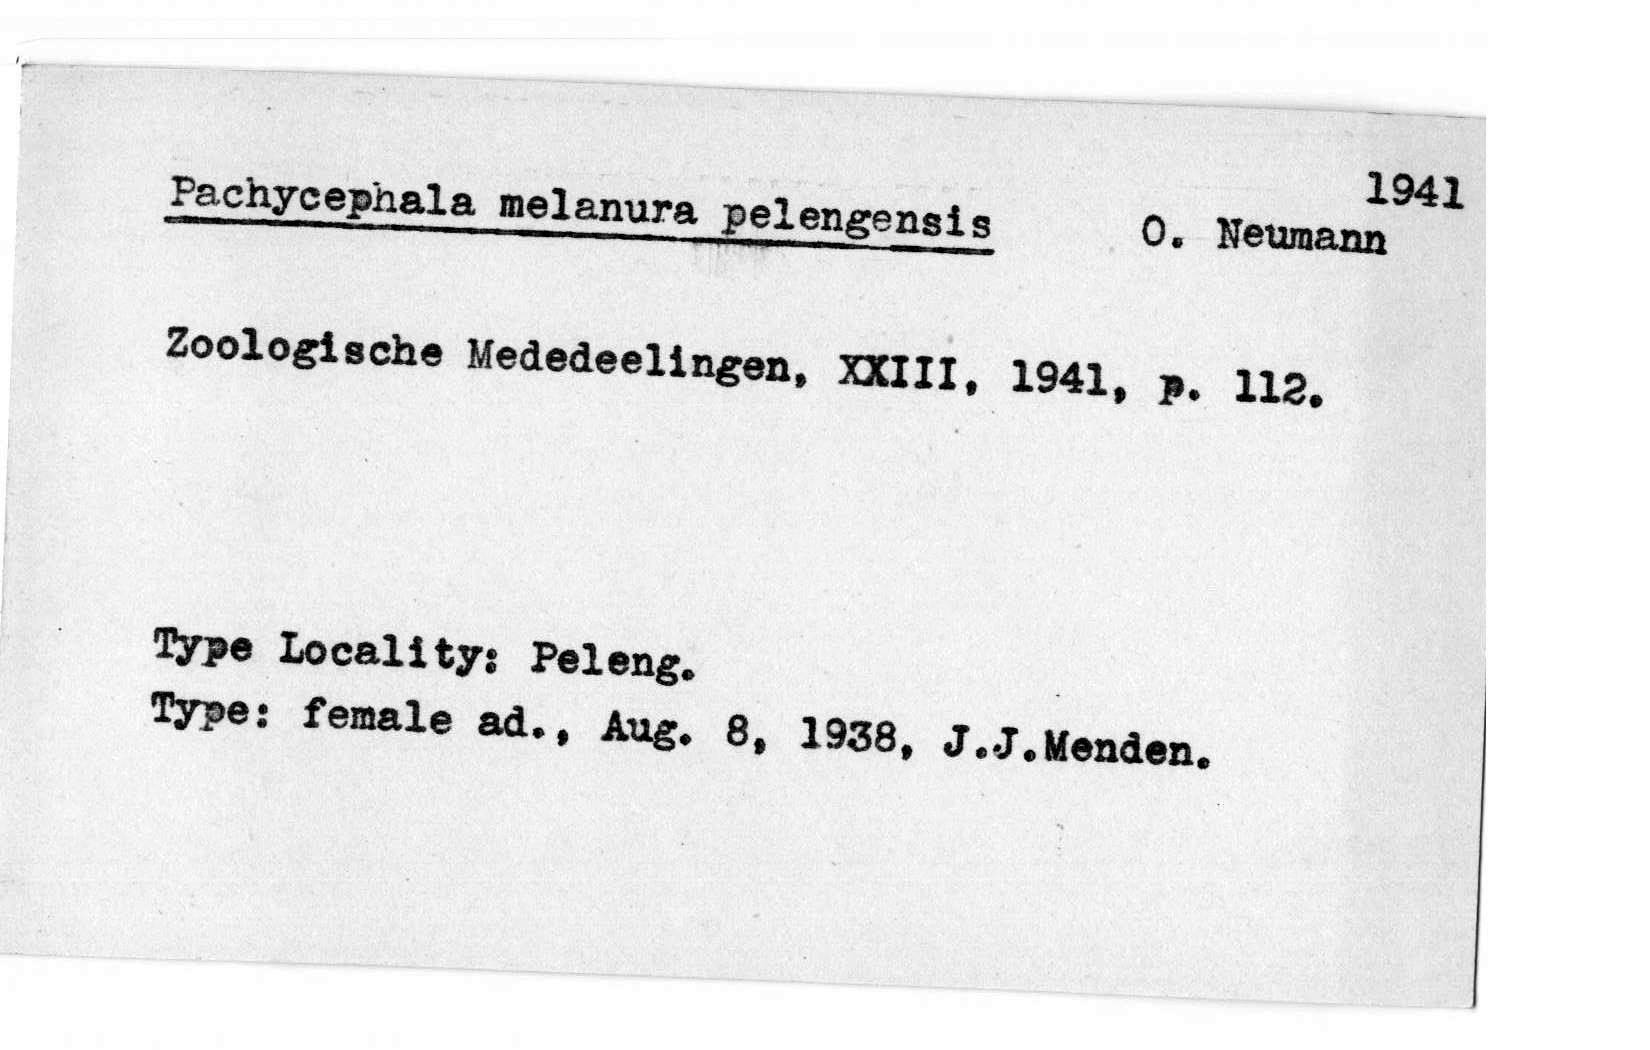 1941
Pachycephala melanura pelengensis O. Neumann
Zoologische Mededeelingen, XXIII, 1941, p. 112.
Type Locality: Peleng.
Type: female ad., Aug. 8, 1938, J.J.Menden.